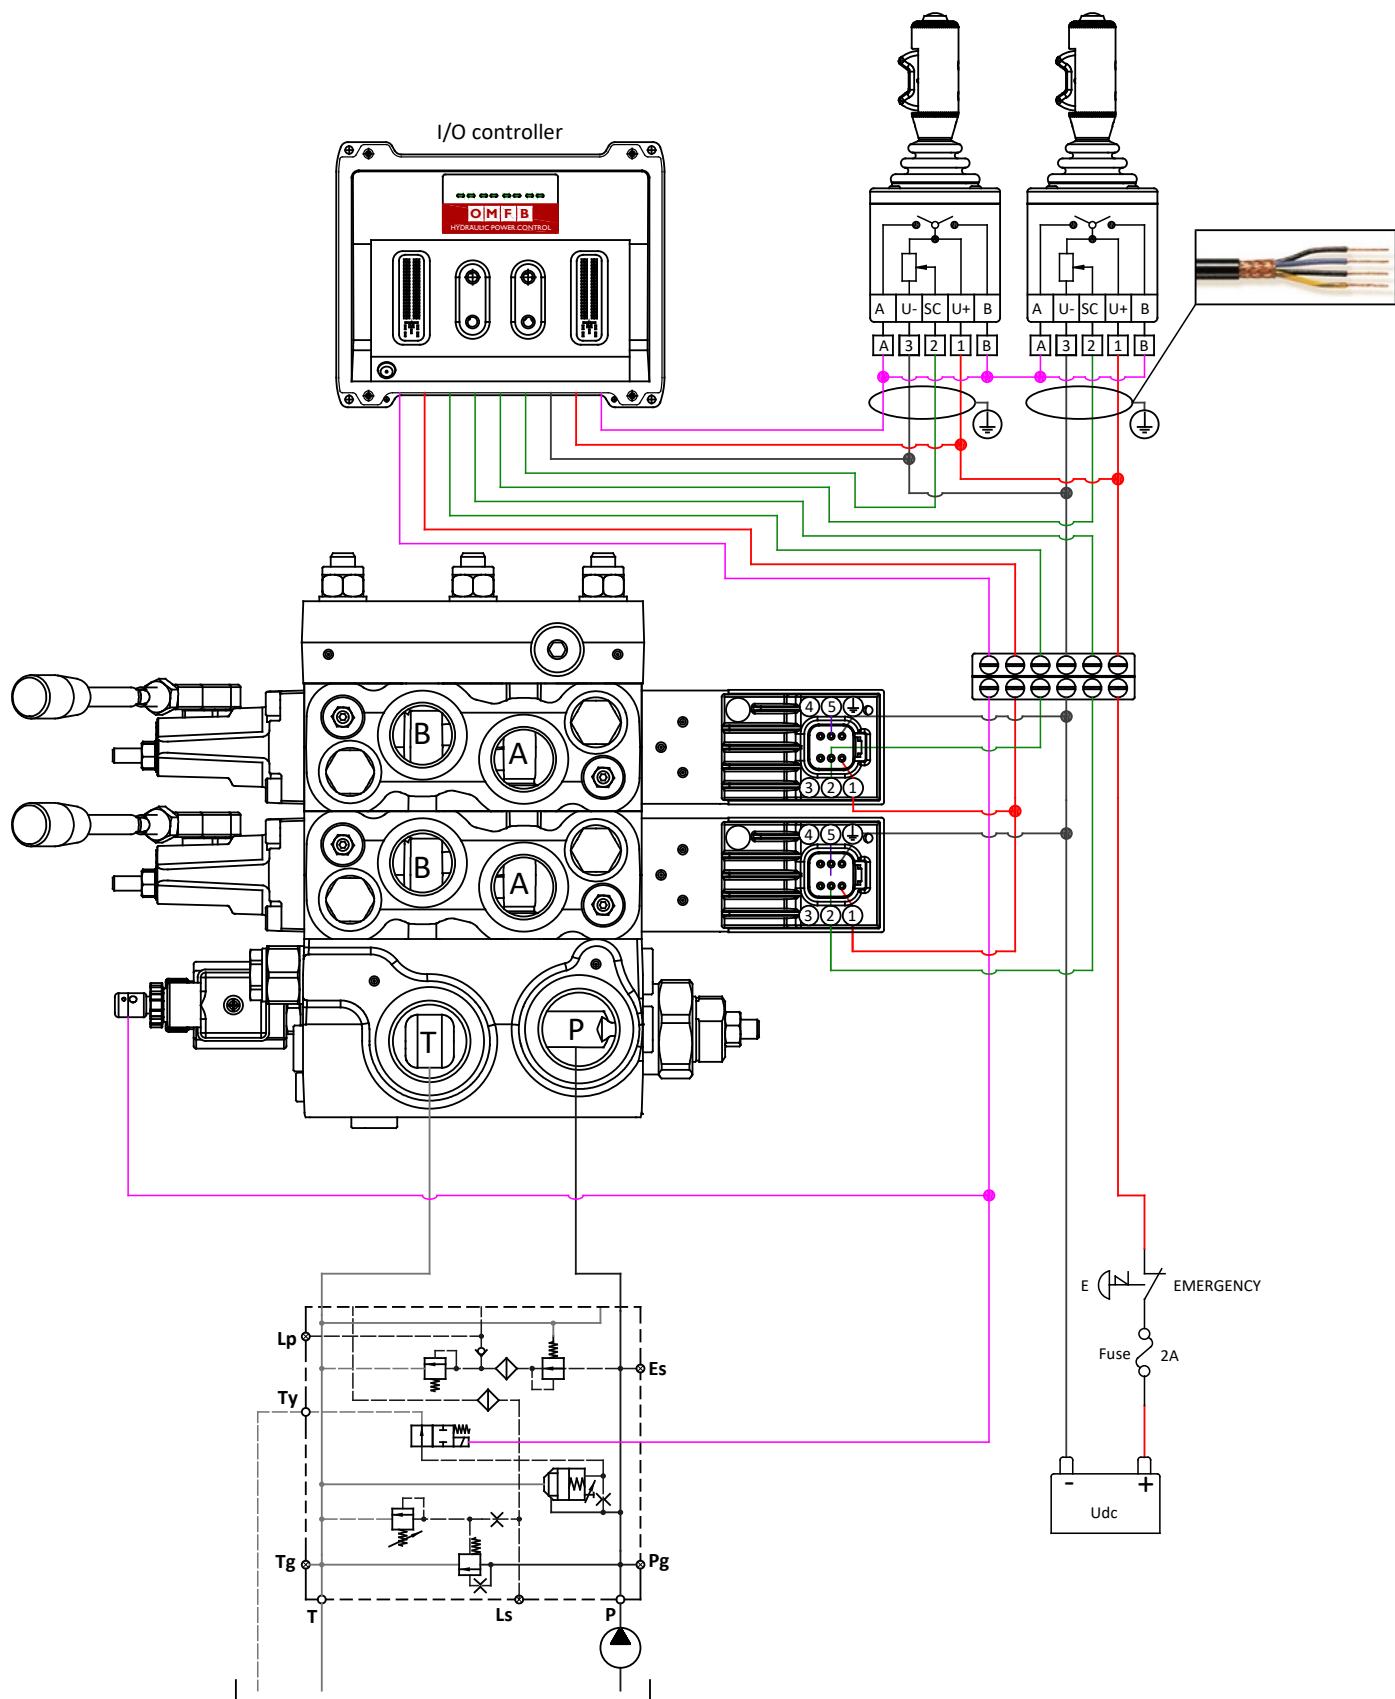 I/O controller
OMFB
HYDRAULIC POWER CONTROL
A U- SC U+ B
A U- SC U+ B
A 3 2 1 B
A 3 2 1 B
B
A
4 5
3 2 1
B
A
4 5
3 2 1
T
P
E
EMERGENCY
Fuse
2A
Lp
Es
Ty
- +
Udc
Tg
Pg
T
Ls
P